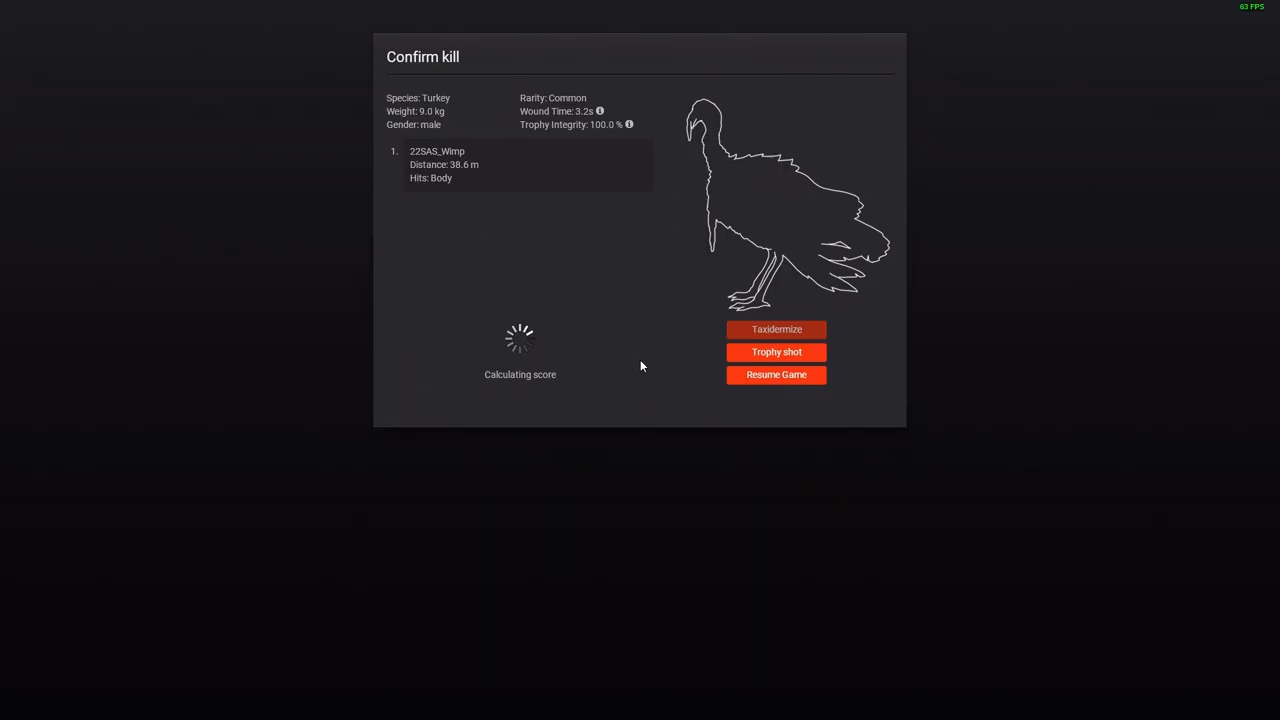 63 FPS
Confirm kill
Species: Turkey
Weight: 9.0 kg
Gender: male
Rarity: Common
Wound Time: 3.2s
Trophy Integrity: 100.0 %
1. 22SAS_Wimp
Distance: 38.6 m
Hits: Body
Calculating score
Taxidermize
Trophy shot
Resume Game